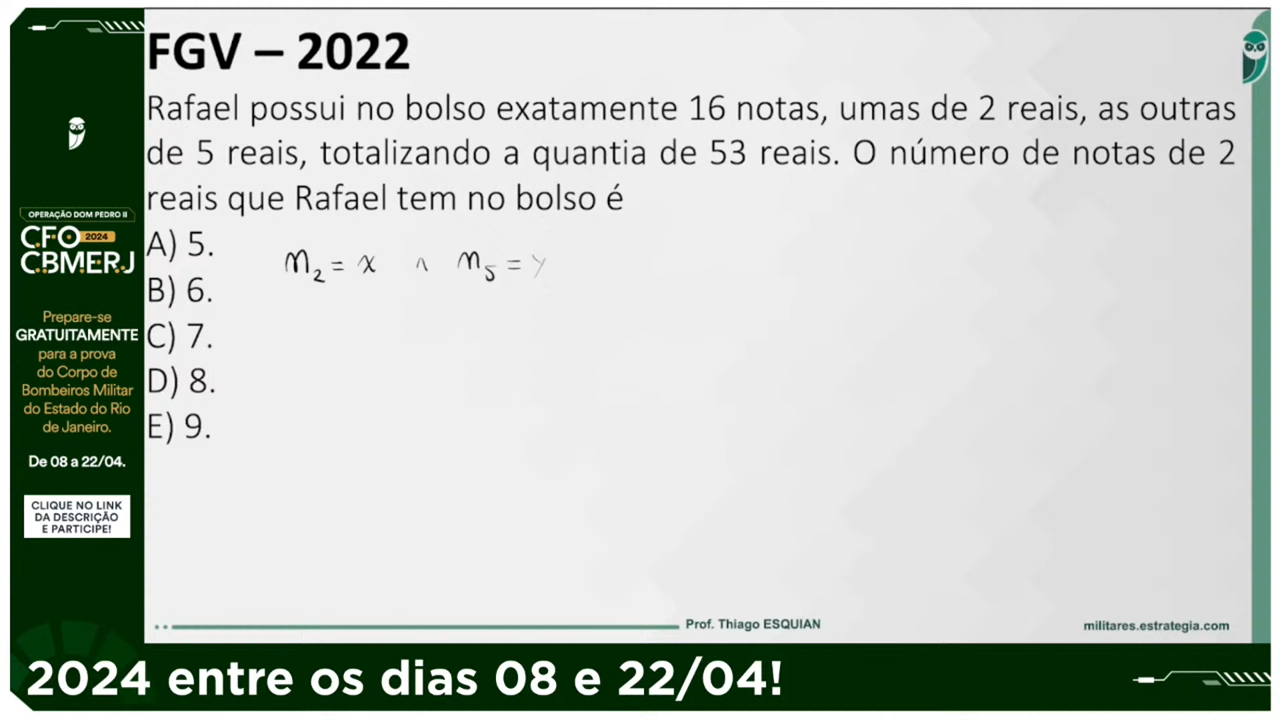 FGV – 2022
Rafael possui no bolso exatamente 16 notas, umas de 2 reais, as outras
de 5 reais, totalizando a quantia de 53 reais. O número de notas de 2
reais que Rafael tem no bolso é
A) 5.
B) 6.
C) 7.
D) 8.
E) 9.
n₂ = x ∧ n₅ = y
OPERAÇÃO DOM PEDRO II
CFO 2024
CBMERJ
Prepare-se
GRATUITAMENTE
para a prova
do Corpo de
Bombeiros Militar
do Estado do Rio
de Janeiro.
De 08 a 22/04.
CLIQUE NO LINK
DA DESCRIÇÃO
E PARTICIPE!
Prof. Thiago ESQUIAN
militares.estrategia.com
2024 entre os dias 08 e 22/04!